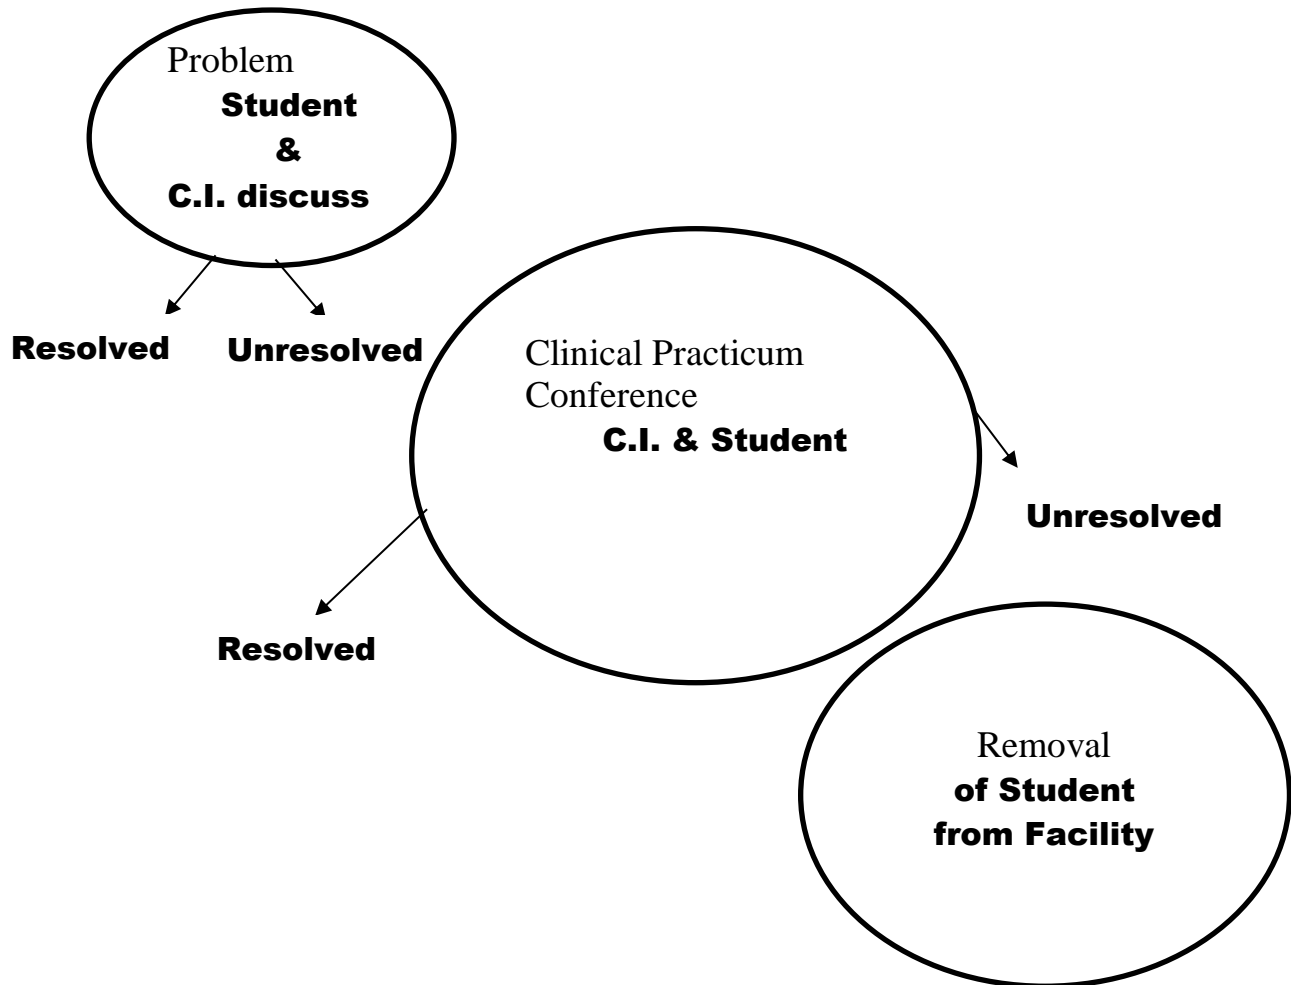 Problem
Student
&
C.I. discuss
Resolved
Unresolved
Clinical Practicum
Conference
C.I. & Student
Unresolved
Resolved
Removal
of Student
from Facility